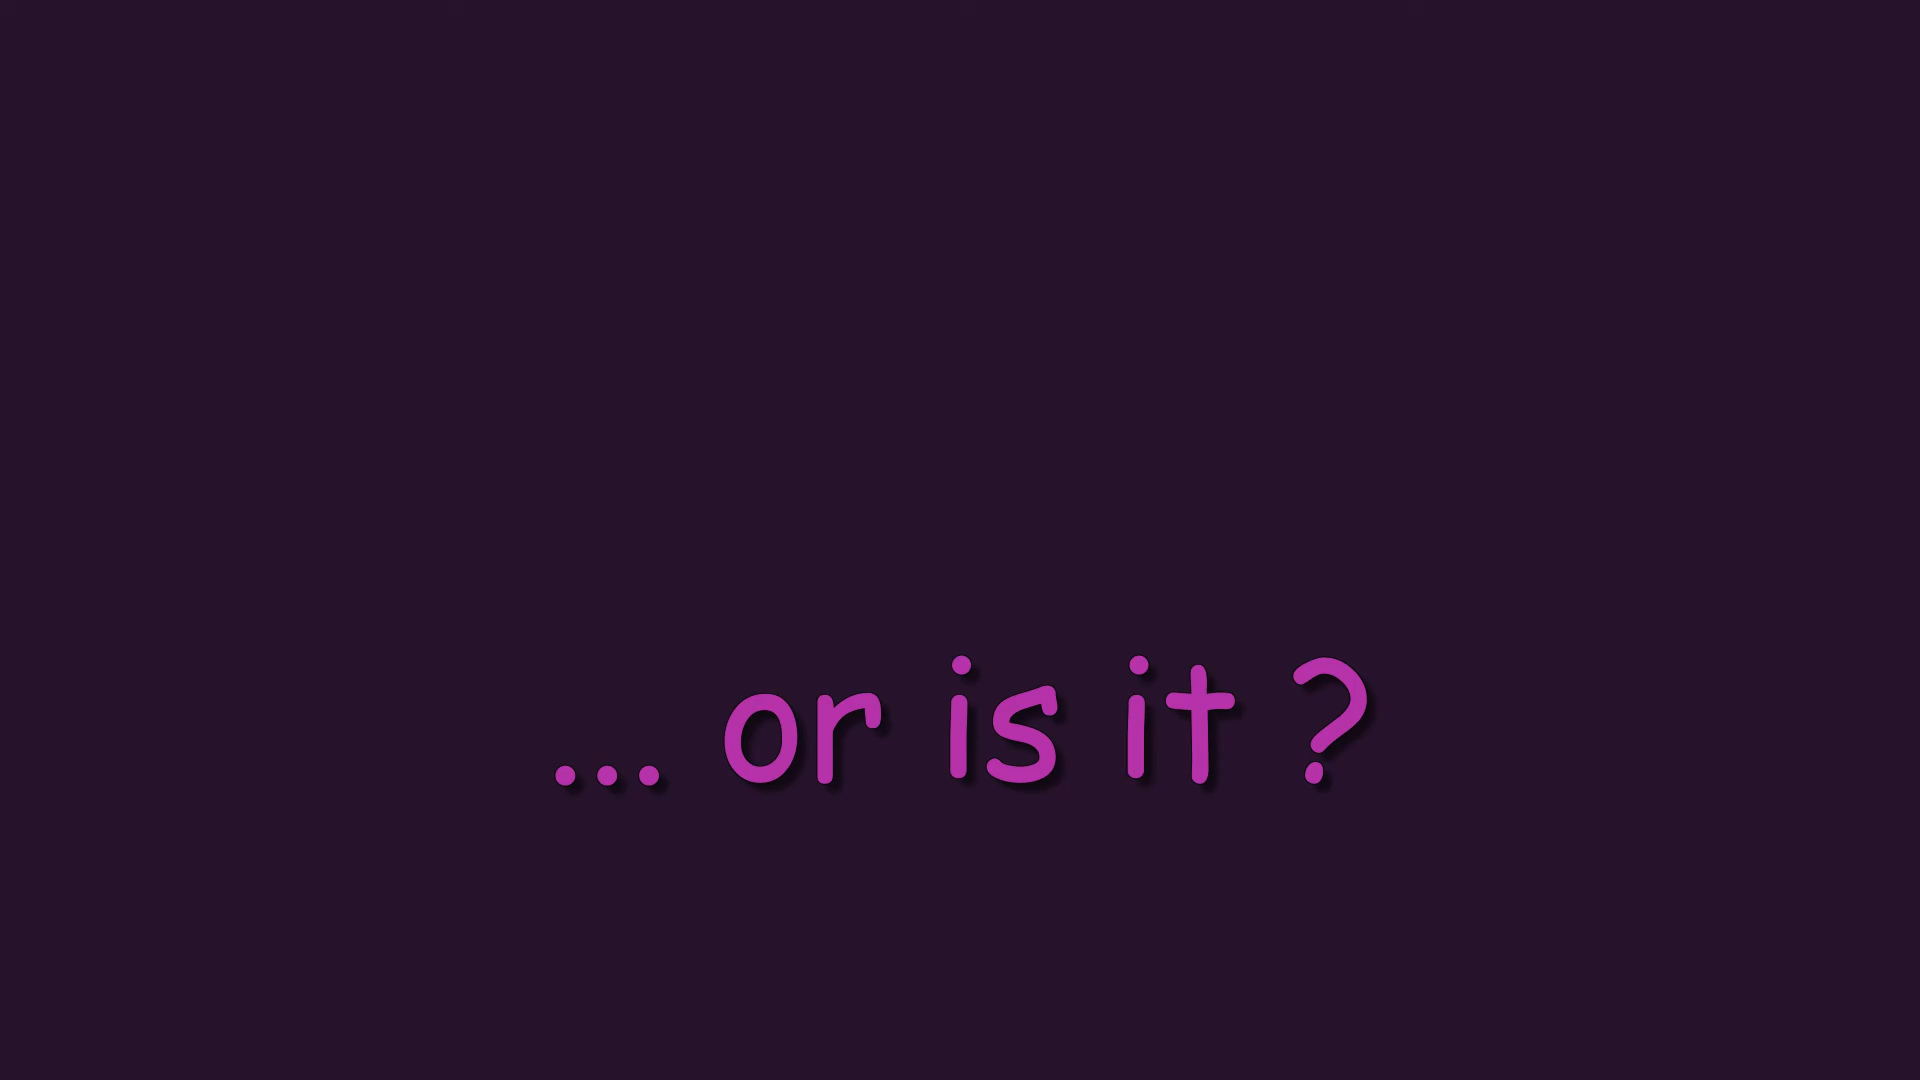 ... or is it ?